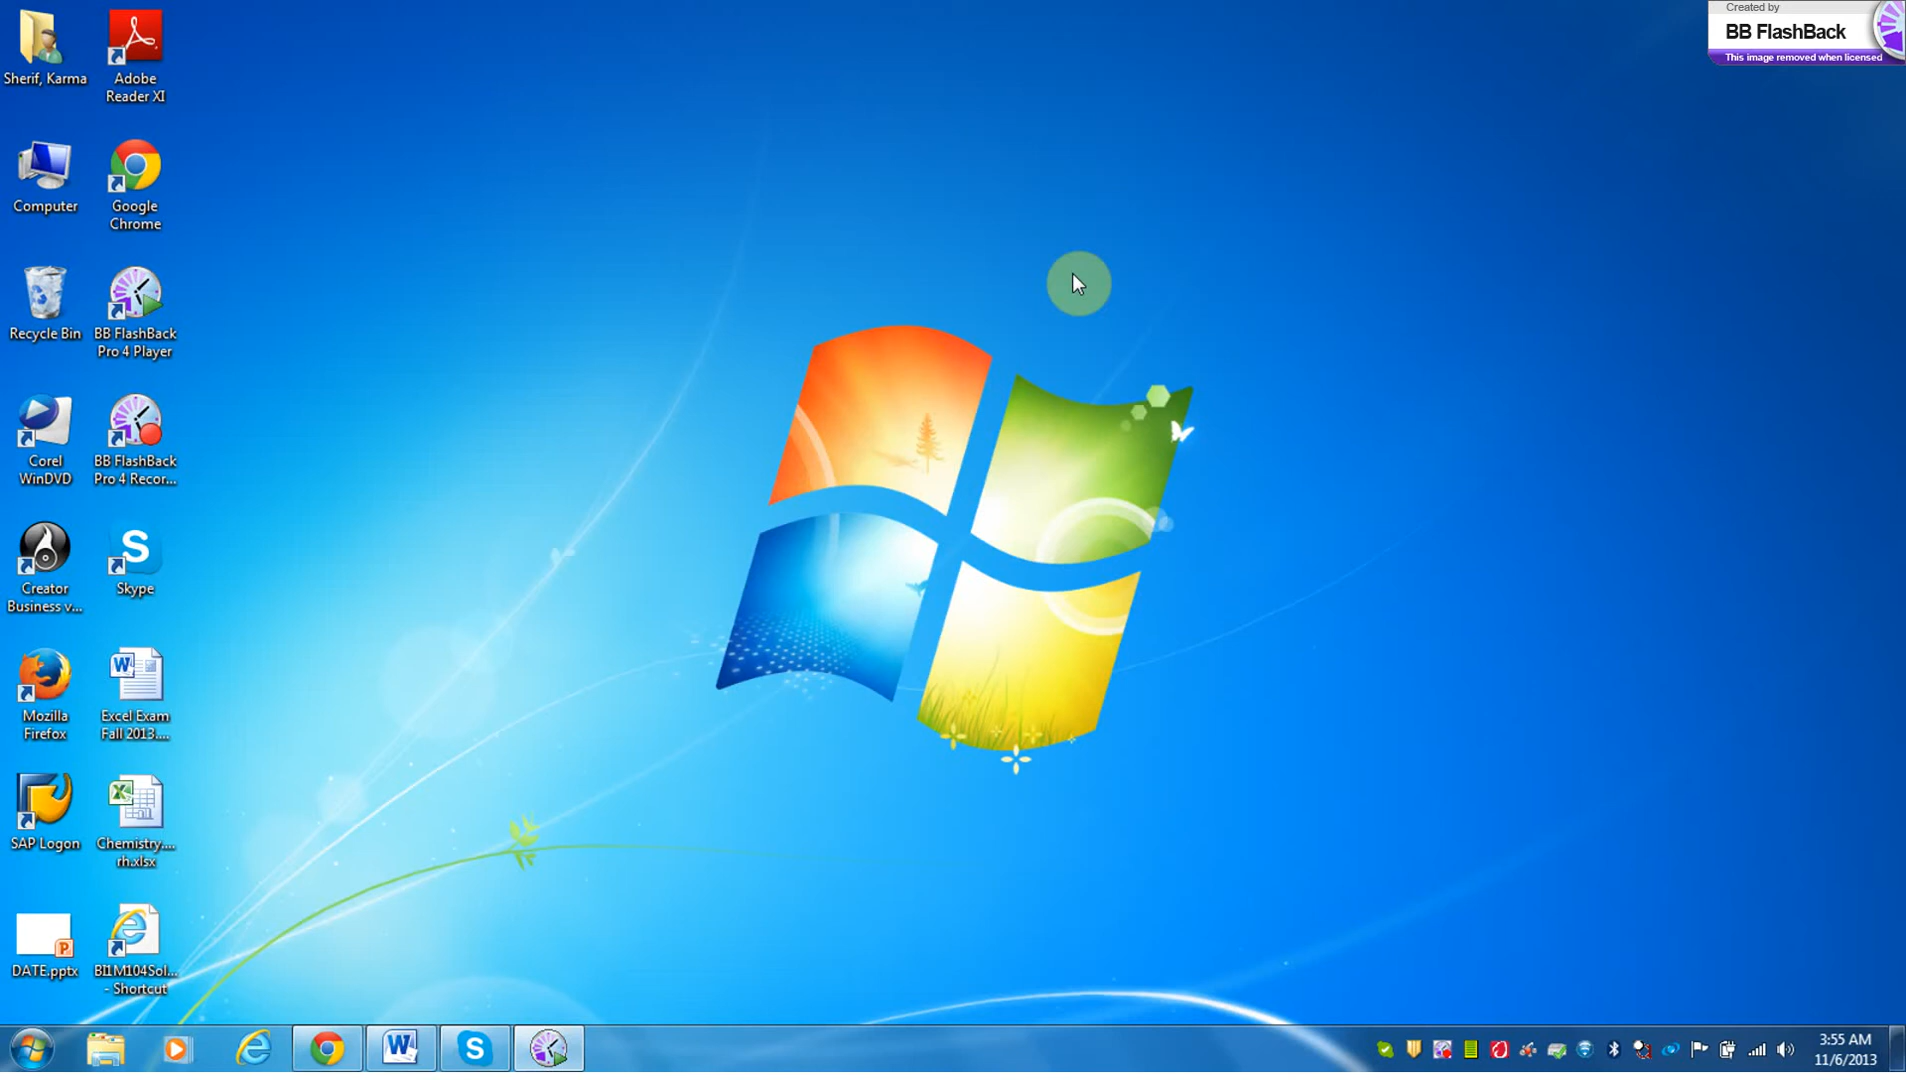 Created by
BB FlashBack
This image removed when licensed
Sherif, Karma
Adobe
Reader XI
Computer
Google
Chrome
Recycle Bin
BB FlashBack
Pro 4 Player
Corel
WinDVD
BB FlashBack
Pro 4 Recor...
Creator
Business v...
Skype
Mozilla
Firefox
Excel Exam
Fall 2013....
SAP Logon
Chemistry....
rh.xlsx
DATE.pptx
BI1M104Sol...
- Shortcut
3:55 AM
11/6/2013